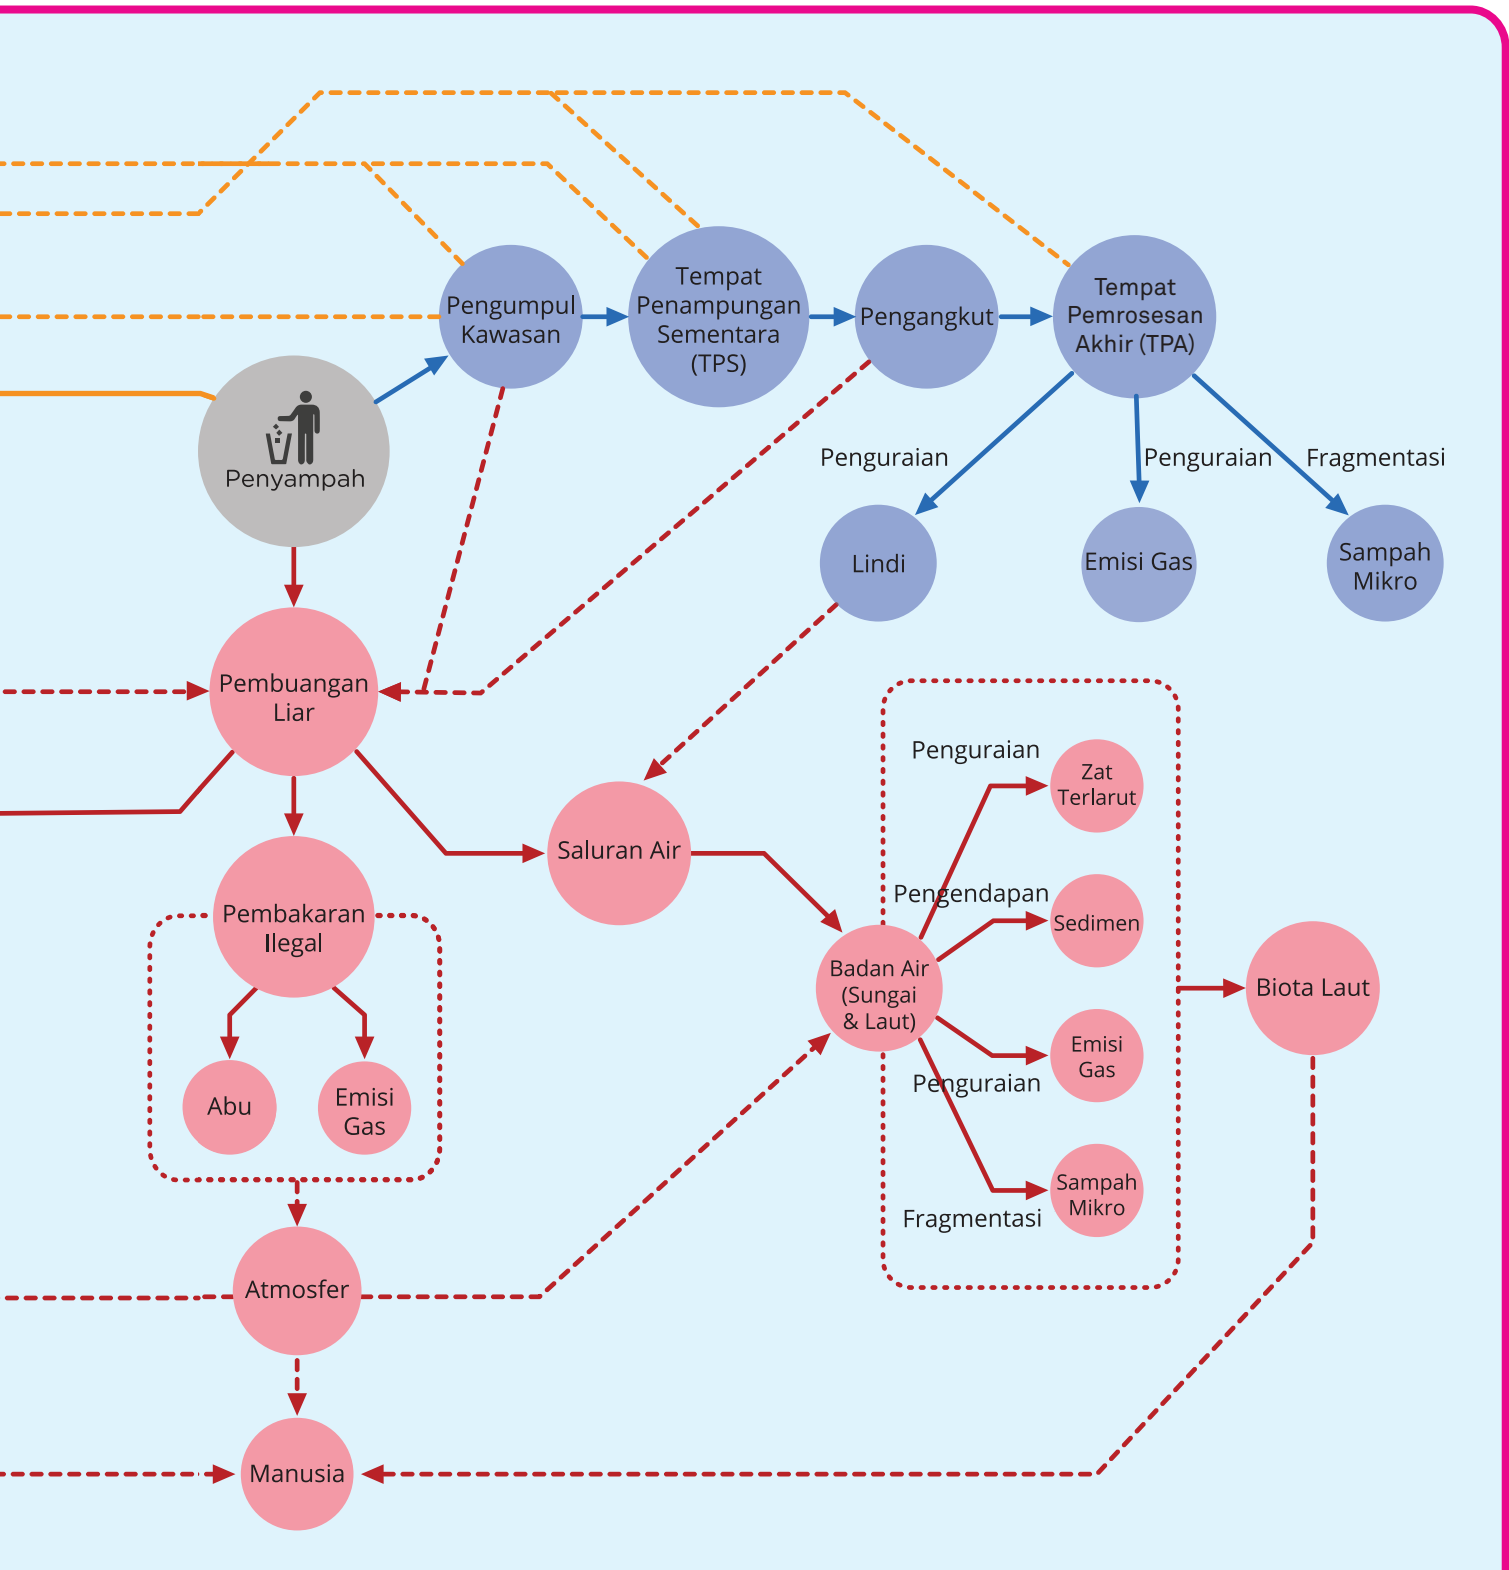 Pengumpul
Kawasan
Tempat
Penampungan
Sementara
(TPS)
Pengangkut
Tempat
Pemrosesan
Akhir (TPA)
Penyampah
Penguraian
Penguraian
Fragmentasi
Lindi
Emisi Gas
Sampah
Mikro
Pembuangan
Liar
Saluran Air
Pembakaran
Ilegal
Abu
Emisi
Gas
Penguraian
Zat
Terlarut
Pengendapan
Sedimen
Badan Air
(Sungai
& Laut)
Emisi
Gas
Penguraian
Sampah
Mikro
Fragmentasi
Biota Laut
Atmosfer
Manusia